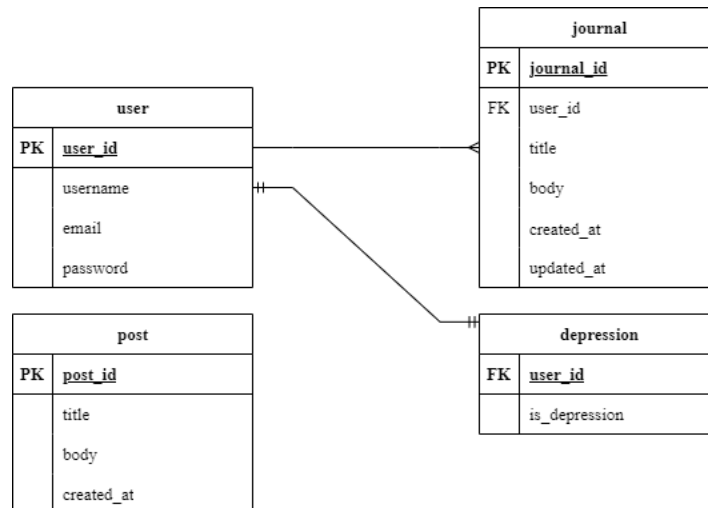 user
PK user_id
username
email
password
journal
PK journal_id
FK user_id
title
body
created_at
updated_at
post
PK post_id
title
body
created_at
depression
FK user_id
is_depression